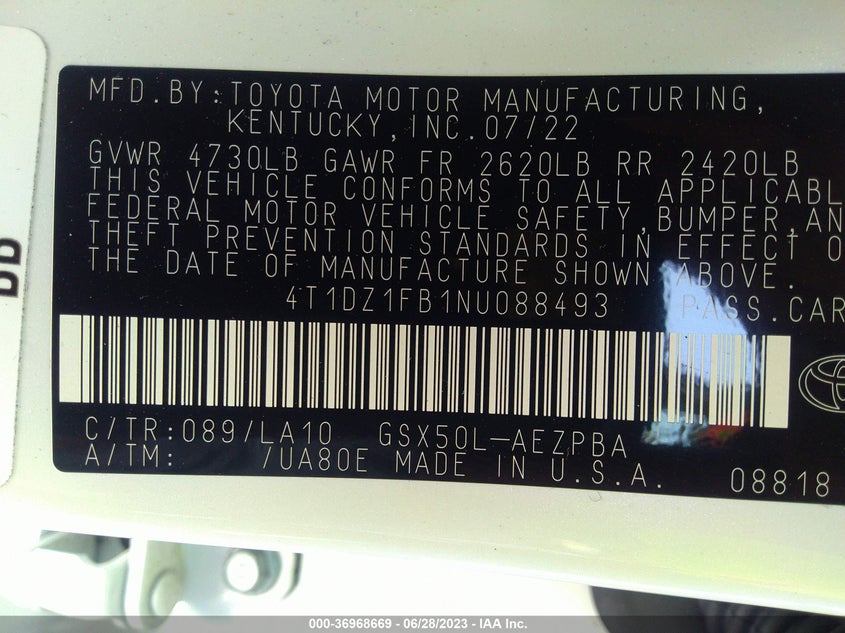 MFD.BY:TOYOTA MOTOR MANUFACTURING,
KENTUCKY,INC.07/22
GVWR 4730LB GAWR FR 2620LB RR 2420LB
THIS VEHICLE CONFORMS TO ALL APPLICABL
FEDERAL MOTOR VEHICLE SAFETY,BUMPER,AN
THEFT PREVENTION STANDARDS IN EFFECT O
THE DATE OF MANUFACTURE SHOWN ABOVE.
4T1DZ1FB1NU088493 PASS.CAR
C/TR:089/LA10 GSX50L-AEZPBA
A/TM: /UA80E MADE IN U.S.A.
08818
000-36968669 / 06/28/2023 - IAA Inc.